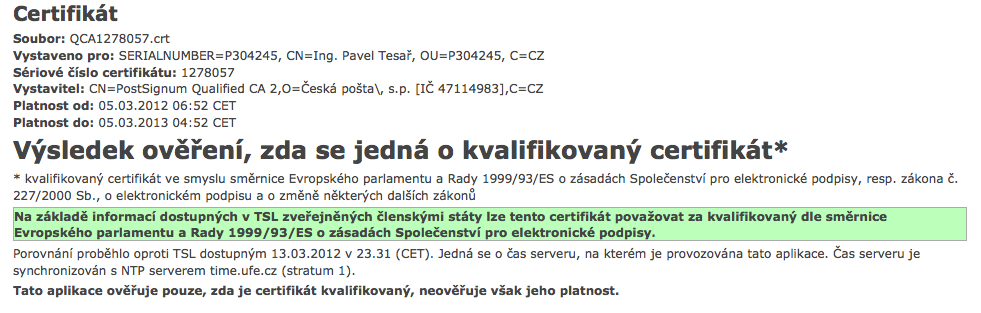 Certifikát
Soubor: QCA1278057.crt
Vystaveno pro: SERIALNUMBER=P304245, CN=Ing. Pavel Tesař, OU=P304245, C=CZ
Sériové číslo certifikátu: 1278057
Vystavitel: CN=PostSignum Qualified CA 2,O=Česká pošta\, s.p. [IČ 47114983],C=CZ
Platnost od: 05.03.2012 06:52 CET
Platnost do: 05.03.2013 04:52 CET
Výsledek ověření, zda se jedná o kvalifikovaný certifikát*
* kvalifikovaný certifikát ve smyslu směrnice Evropského parlamentu a Rady 1999/93/ES o zásadách Společenství pro elektronické podpisy, resp. zákona č.
227/2000 Sb., o elektronickém podpisu a o změně některých dalších zákonů
Na základě informací dostupných v TSL zveřejněných členskými státy lze tento certifikát považovat za kvalifikovaný dle směrnice
Evropského parlamentu a Rady 1999/93/ES o zásadách Společenství pro elektronické podpisy.
Porovnání proběhlo oproti TSL dostupným 13.03.2012 v 23.31 (CET). Jedná se o čas serveru, na kterém je provozována tato aplikace. Čas serveru je
synchronizován s NTP serverem time.ufe.cz (stratum 1).
Tato aplikace ověřuje pouze, zda je certifikát kvalifikovaný, neověřuje však jeho platnost.